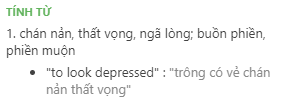 TÍNH TỪ
1. chán nản, thất vọng, ngã lòng; buồn phiền,
phiền muộn
• "to look depressed" : "trông có vẻ chán
nản thất vọng"